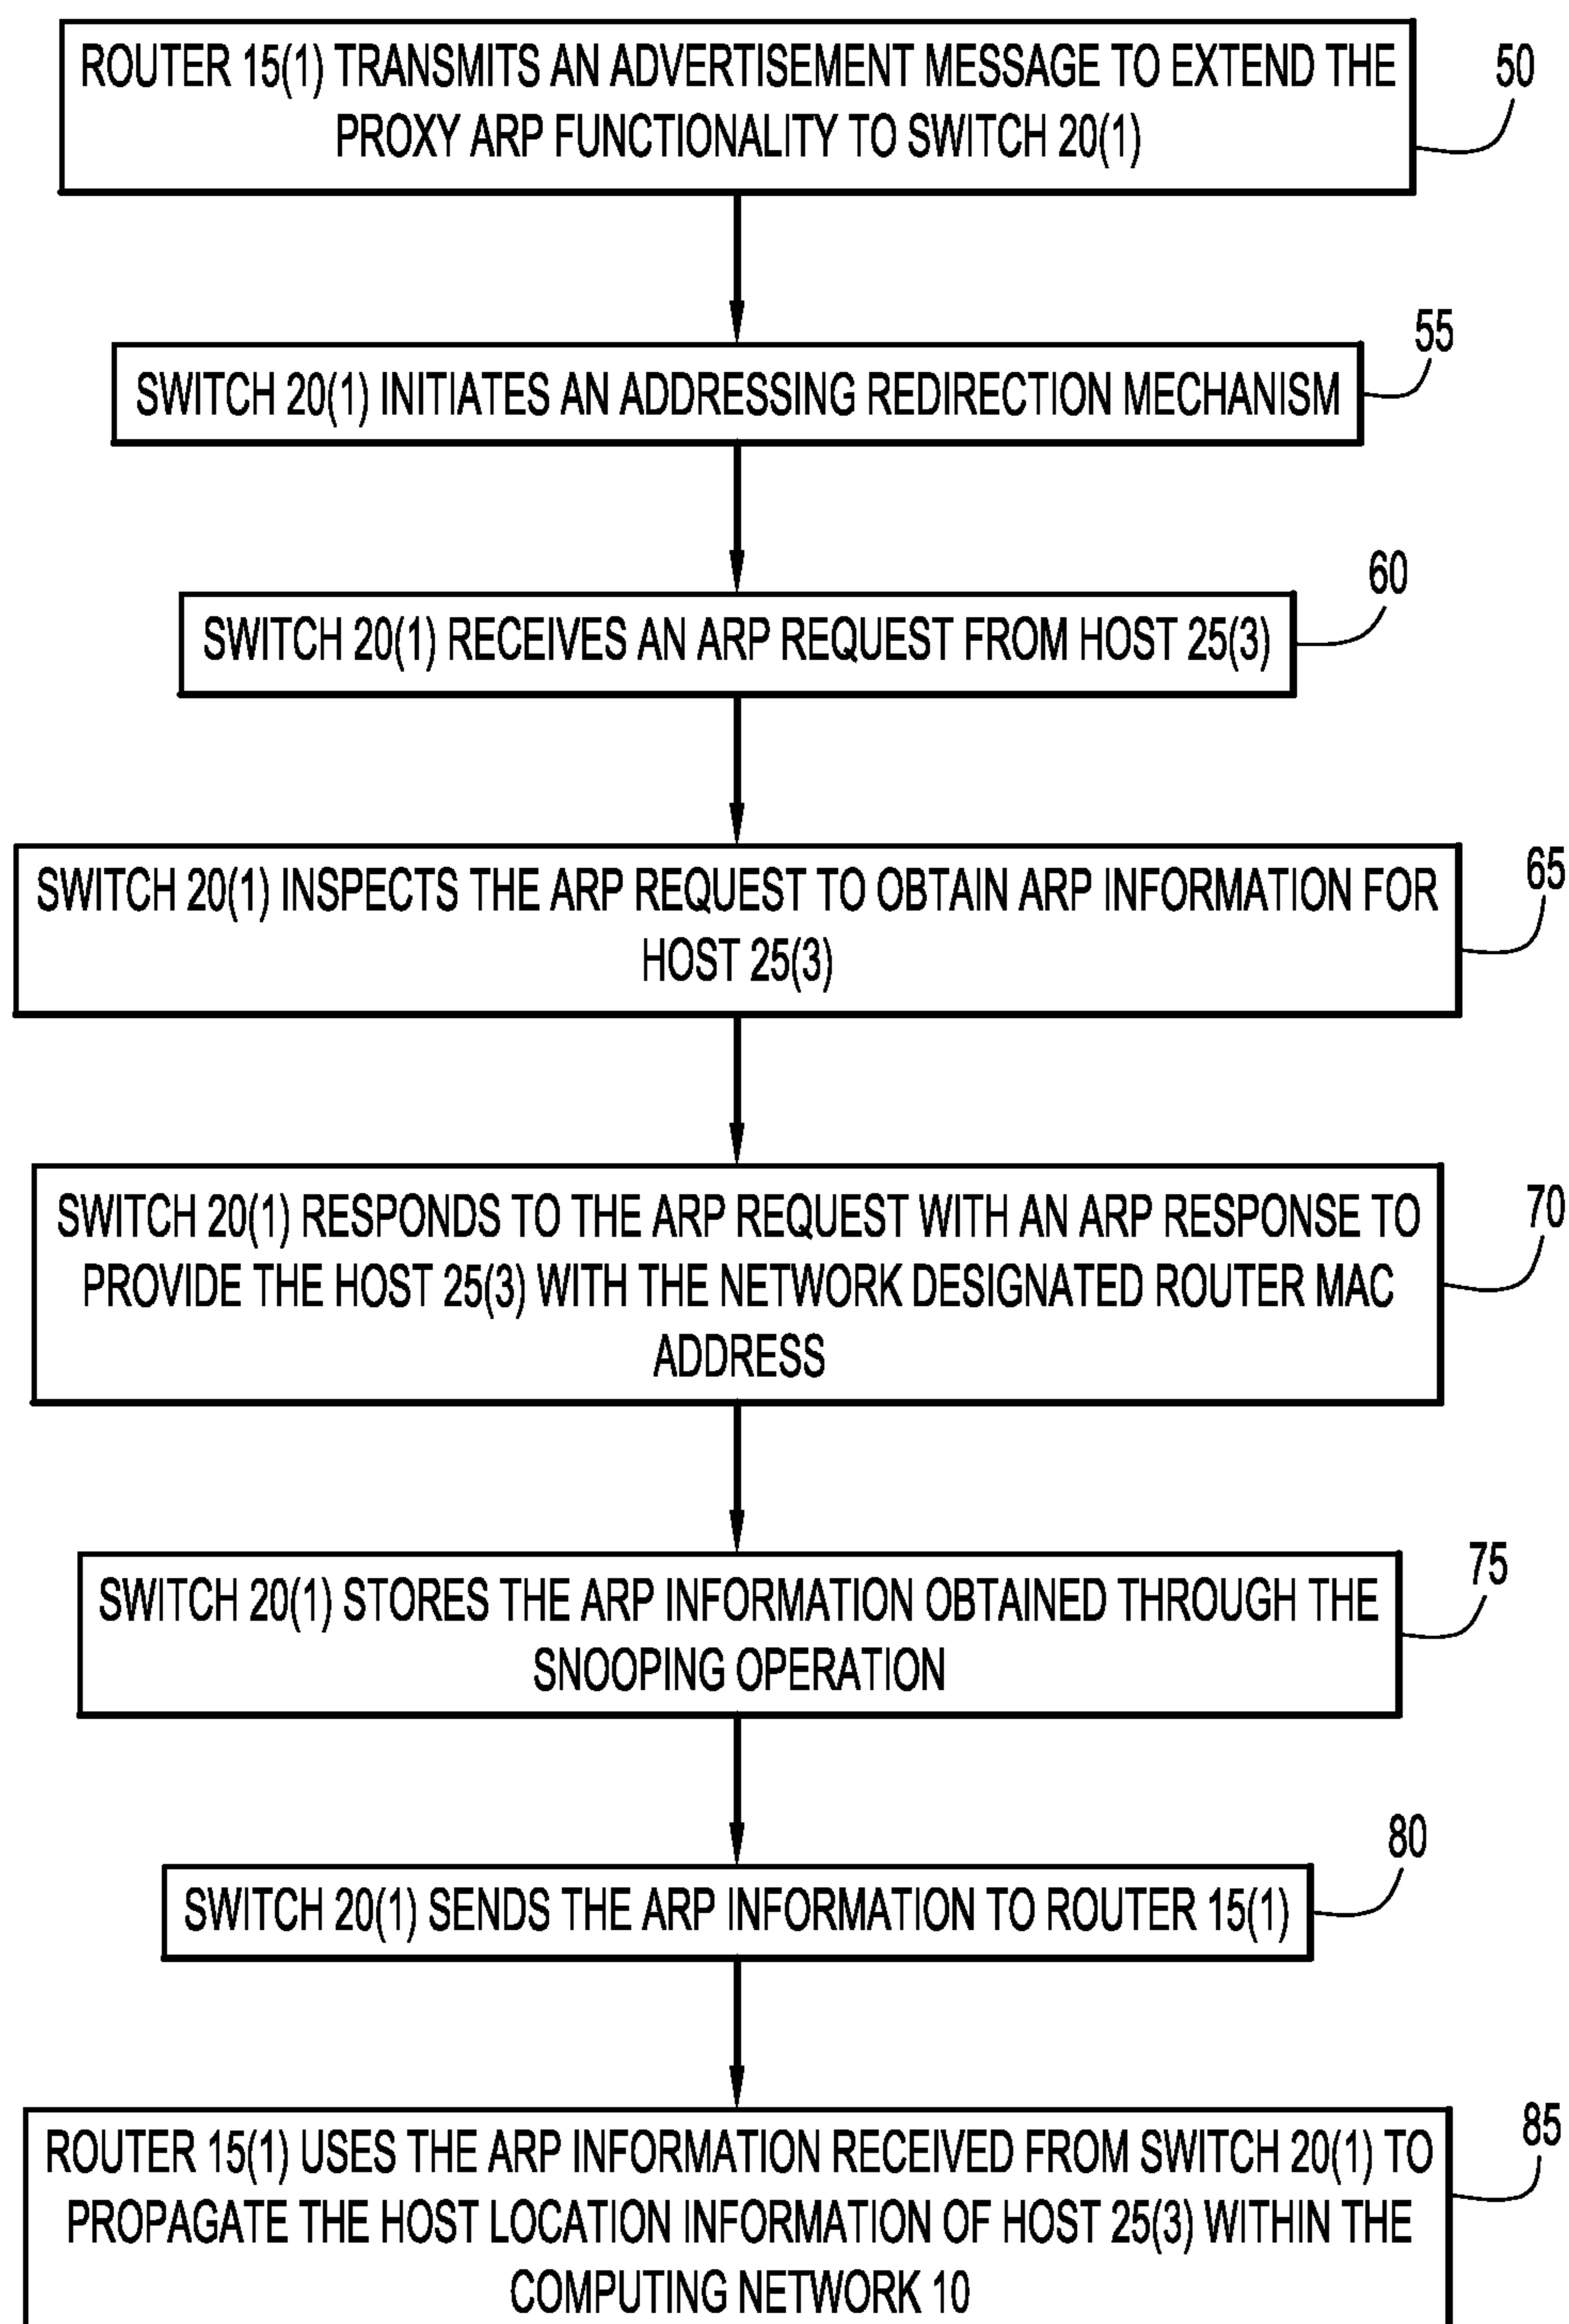 ROUTER 15(1) TRANSMITS AN ADVERTISEMENT MESSAGE TO EXTEND THE
PROXY ARP FUNCTIONALITY TO SWITCH 20(1)
50
SWITCH 20(1) INITIATES AN ADDRESSING REDIRECTION MECHANISM
55
SWITCH 20(1) RECEIVES AN ARP REQUEST FROM HOST 25(3)
60
SWITCH 20(1) INSPECTS THE ARP REQUEST TO OBTAIN ARP INFORMATION FOR
HOST 25(3)
65
SWITCH 20(1) RESPONDS TO THE ARP REQUEST WITH AN ARP RESPONSE TO
PROVIDE THE HOST 25(3) WITH THE NETWORK DESIGNATED ROUTER MAC
ADDRESS
70
SWITCH 20(1) STORES THE ARP INFORMATION OBTAINED THROUGH THE
SNOOPING OPERATION
75
SWITCH 20(1) SENDS THE ARP INFORMATION TO ROUTER 15(1)
80
ROUTER 15(1) USES THE ARP INFORMATION RECEIVED FROM SWITCH 20(1) TO
PROPAGATE THE HOST LOCATION INFORMATION OF HOST 25(3) WITHIN THE
COMPUTING NETWORK 10
85